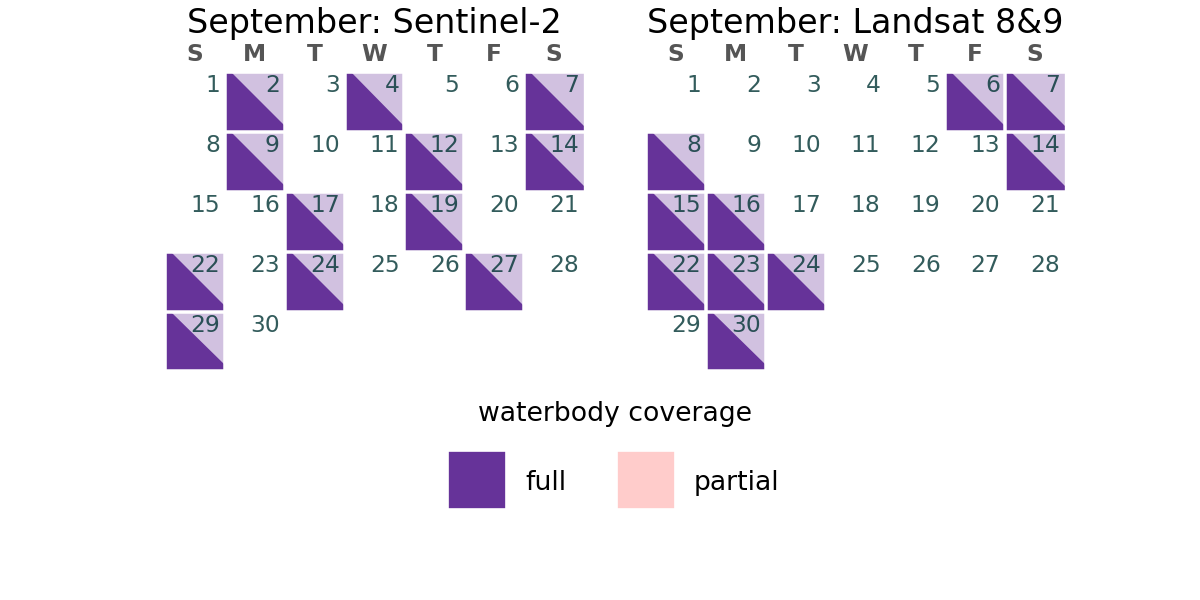 September: Sentinel-2
S M T W T F S
1 2 3 4 5 6 7
8 9 10 11 12 13 14
15 16 17 18 19 20 21
22 23 24 25 26 27 28
29 30
September: Landsat 8&9
S M T W T F S
1 2 3 4 5 6 7
8 9 10 11 12 13 14
15 16 17 18 19 20 21
22 23 24 25 26 27 28
29 30
waterbody coverage
full partial